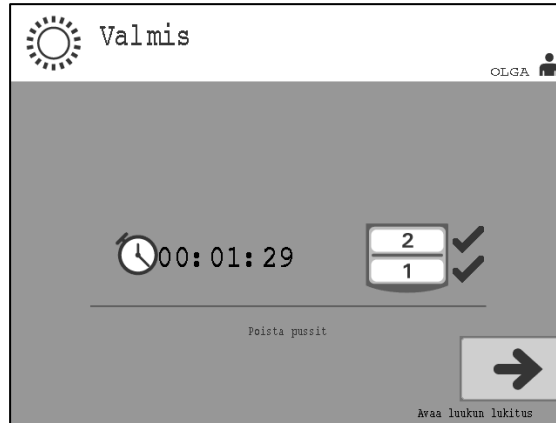 Valmis
OLGA
00:01:29
2
1
Poista pussit
Avaa luukun lukitus